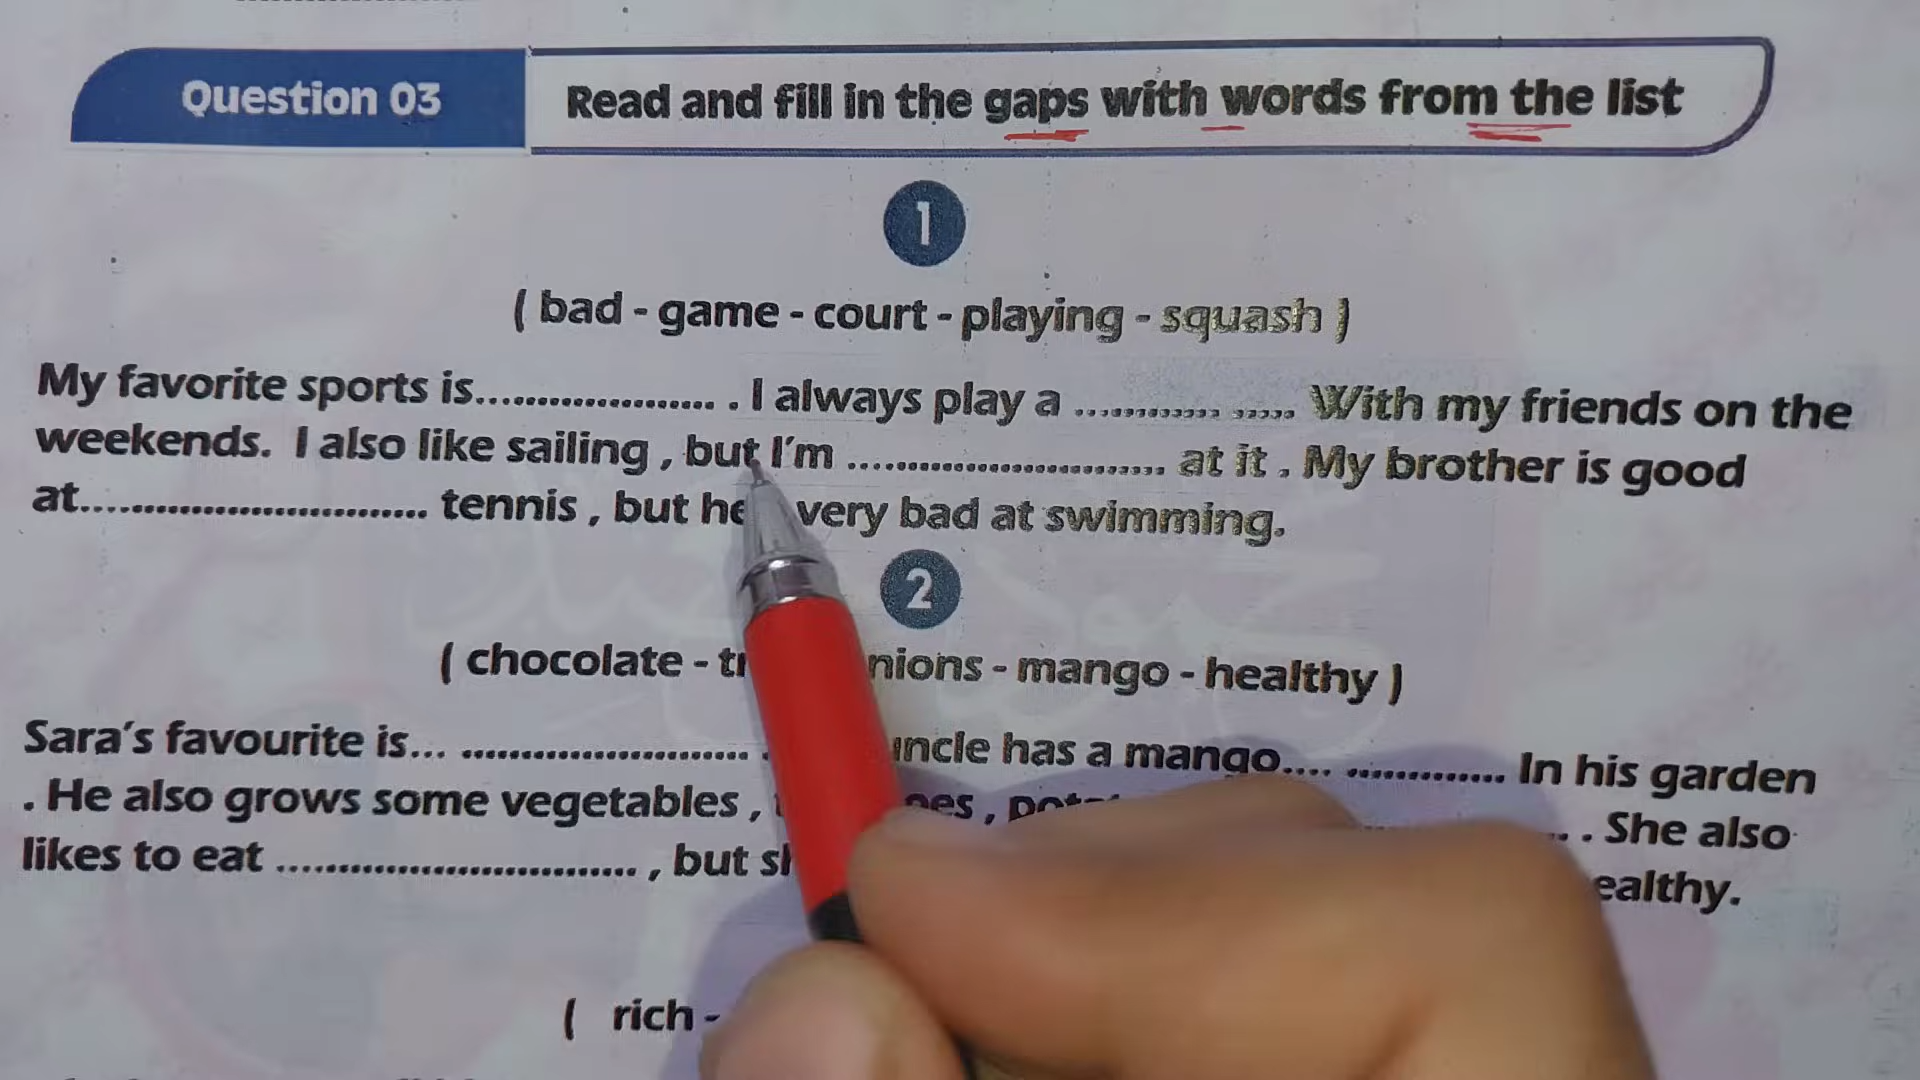 Question 03
Read and fill in the gaps with words from the list
1
( bad - game - court - playing - squash )
My favorite sports is..................... . I always play a .................. With my friends on the
weekends. I also like sailing , but I'm ........................... at it . My brother is good
at.............................. tennis , but he very bad at swimming.
2
( chocolate - nions - mango - healthy )
Sara's favourite is... ......................... . uncle has a mango.... .............. In his garden
. He also grows some vegetables , oes , . She also
likes to eat ............................... , but ealthy.
( rich -